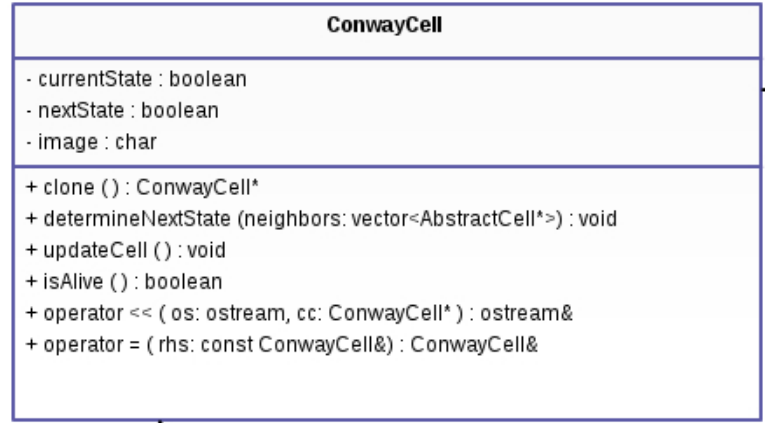 ConwayCell
- currentState : boolean
- nextState : boolean
- image : char
+ clone ( ) : ConwayCell*
+ determineNextState (neighbors: vector<AbstractCell*>) : void
+ updateCell ( ) : void
+ isAlive ( ) : boolean
+ operator << ( os: ostream, cc: ConwayCell* ) : ostream&
+ operator = ( rhs: const ConwayCell&) : ConwayCell&